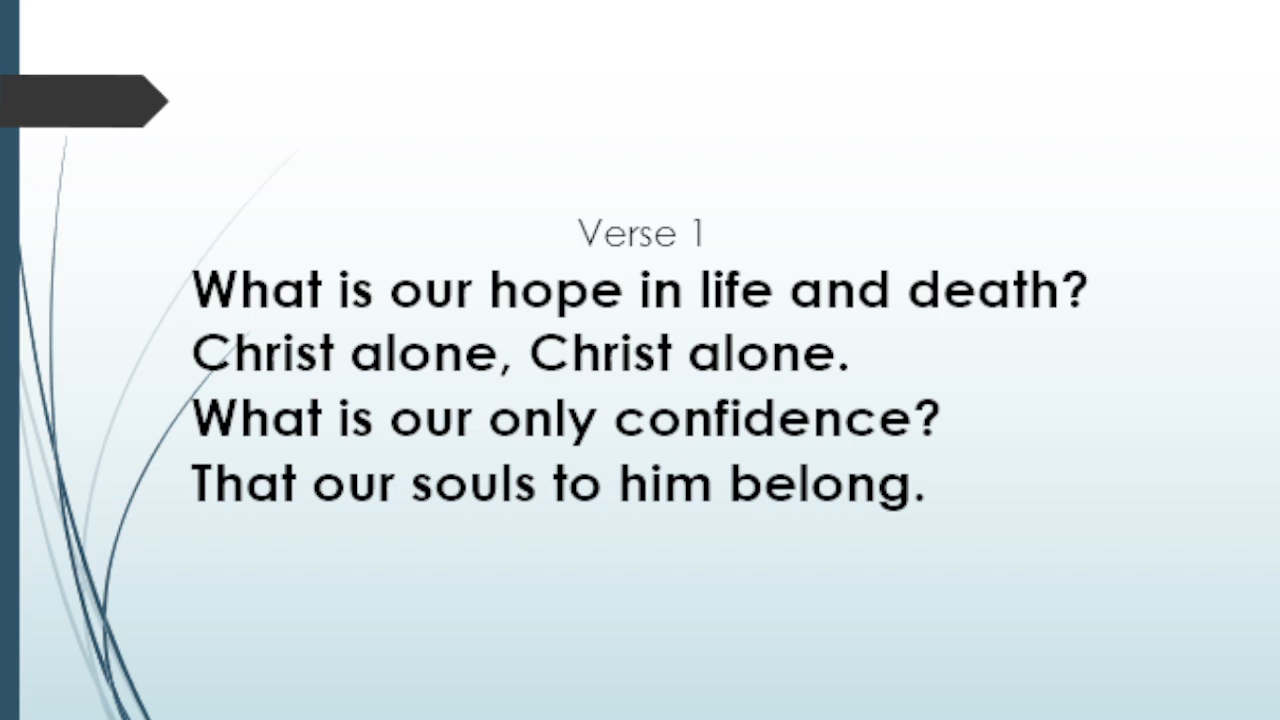 Verse 1
What is our hope in life and death?
Christ alone, Christ alone.
What is our only confidence?
That our souls to him belong.